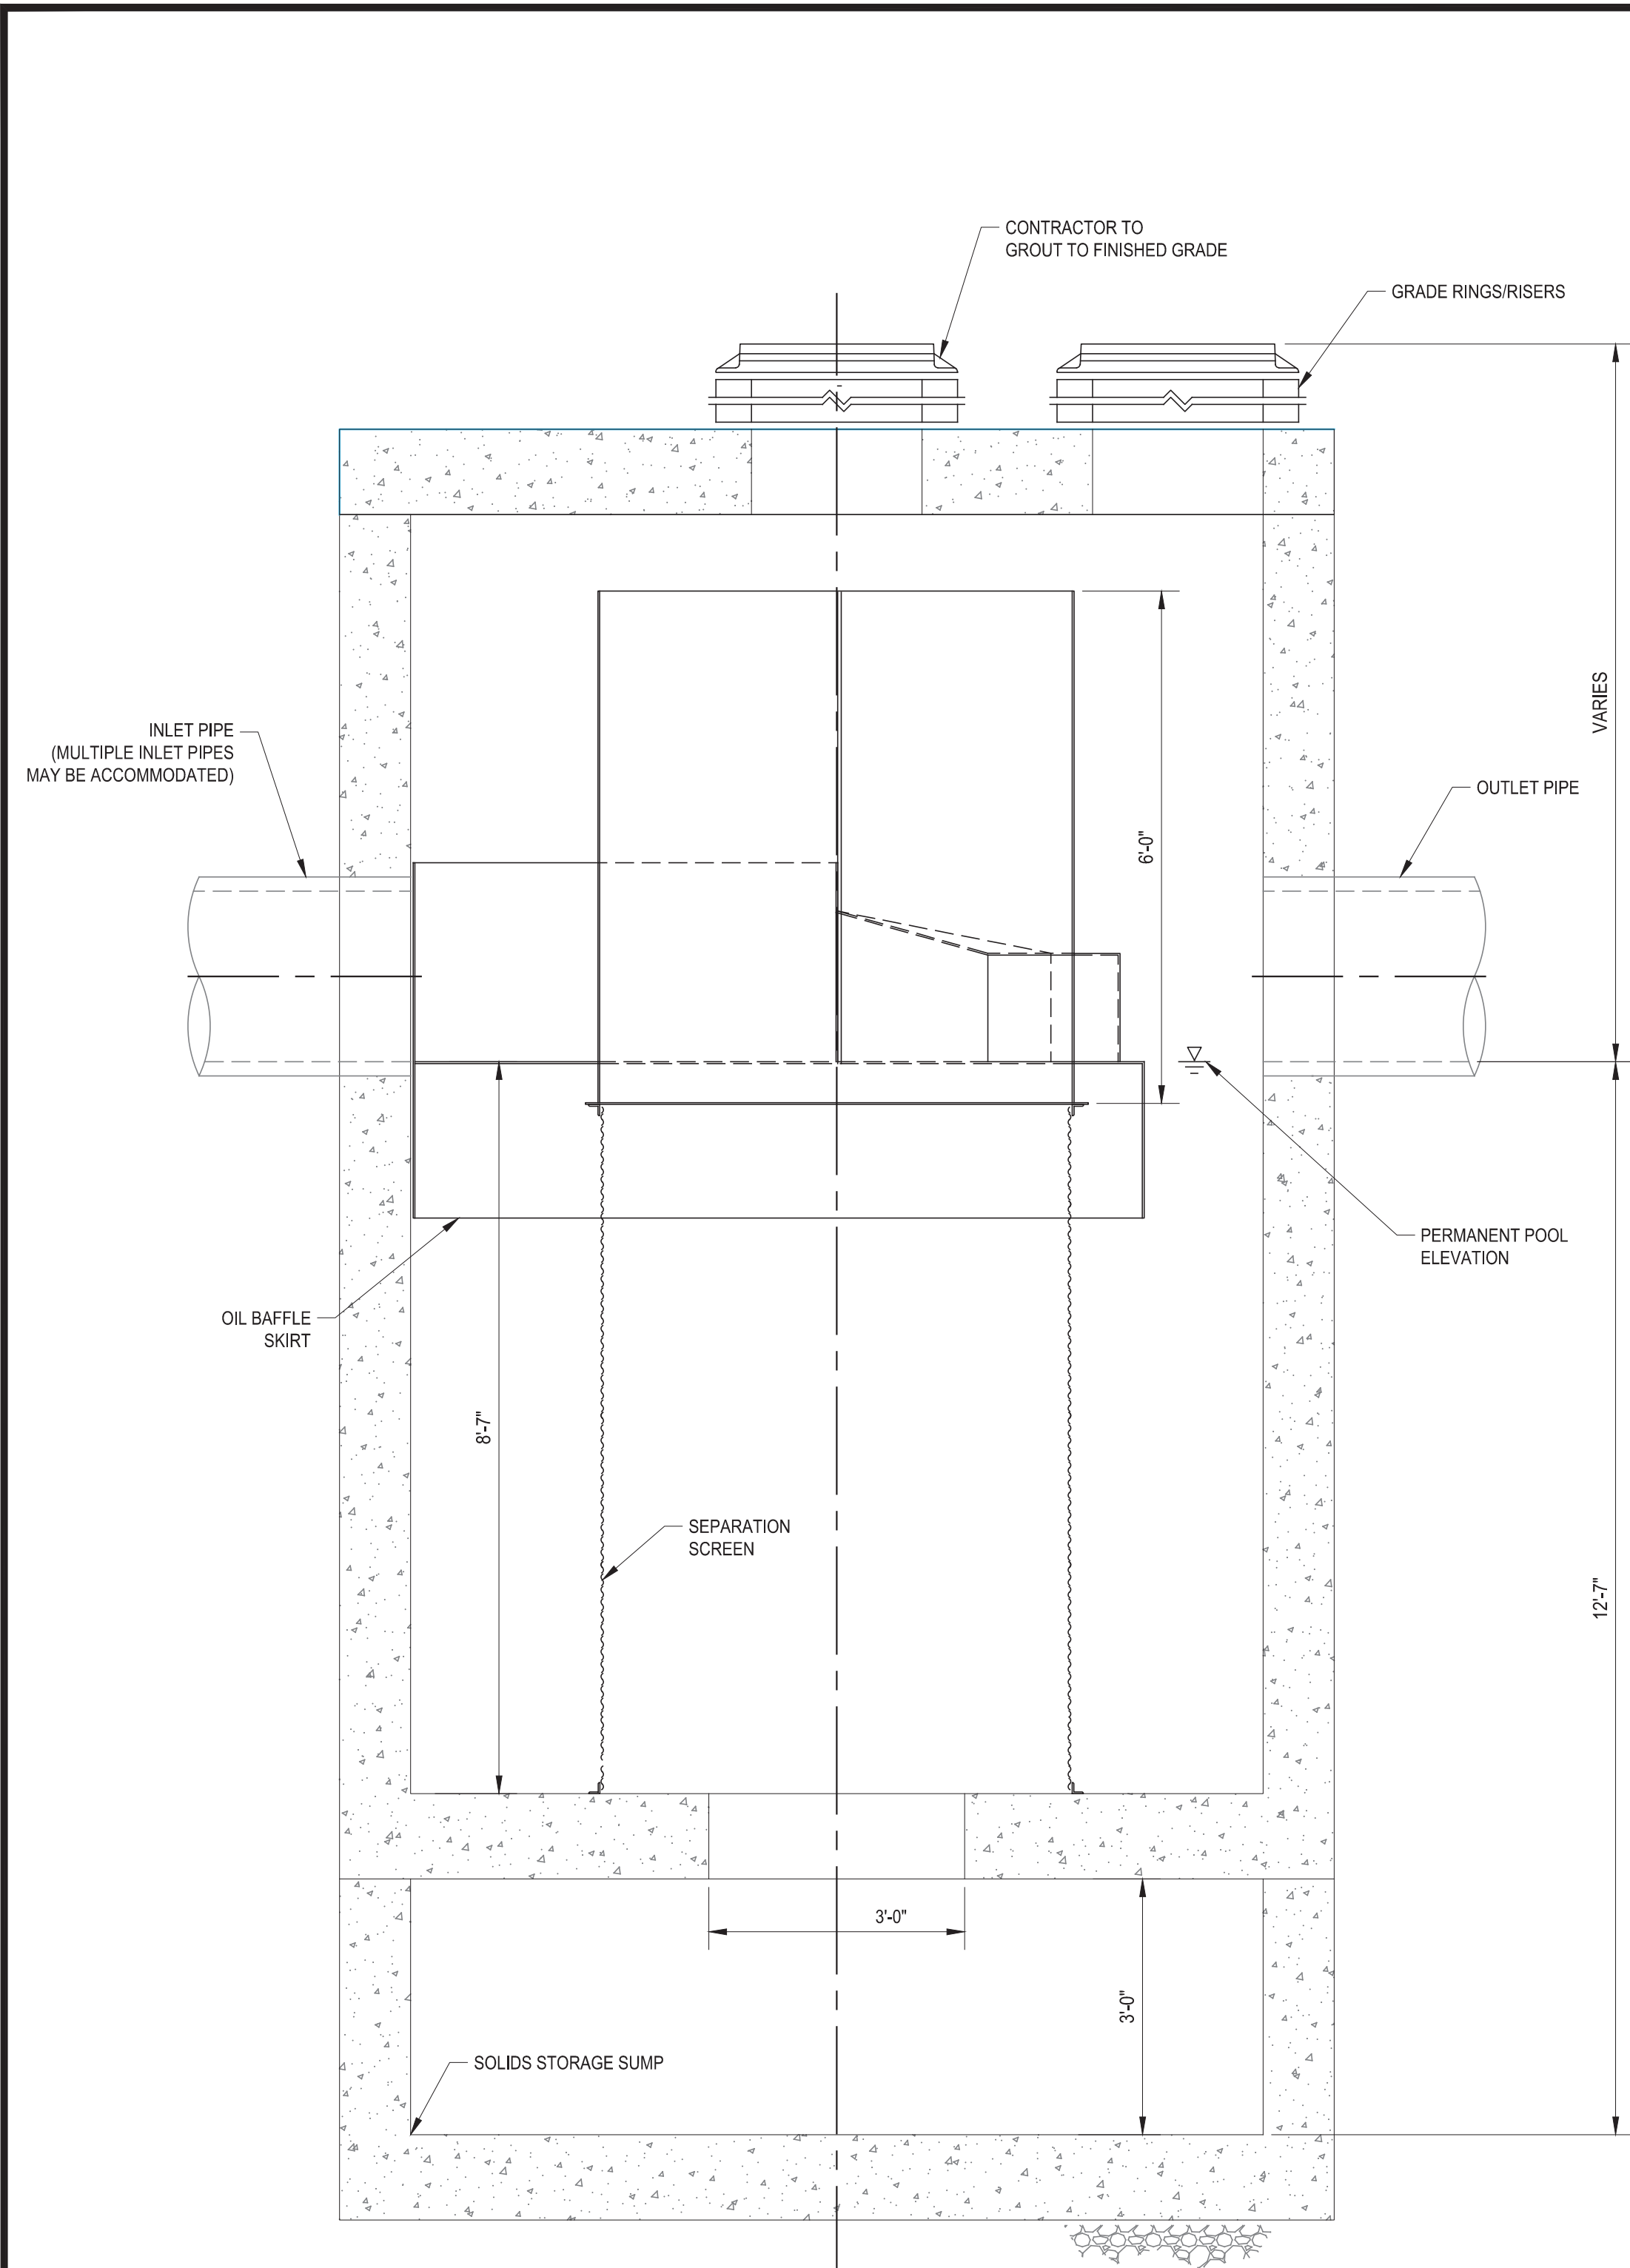 CONTRACTOR TO
GROUT TO FINISHED GRADE
GRADE RINGS/RISERS
INLET PIPE
(MULTIPLE INLET PIPES
MAY BE ACCOMMODATED)
VARIES
OUTLET PIPE
6'-0"
PERMANENT POOL
ELEVATION
OIL BAFFLE
SKIRT
8'-7"
SEPARATION
SCREEN
12'-7"
3'-0"
3'-0"
SOLIDS STORAGE SUMP